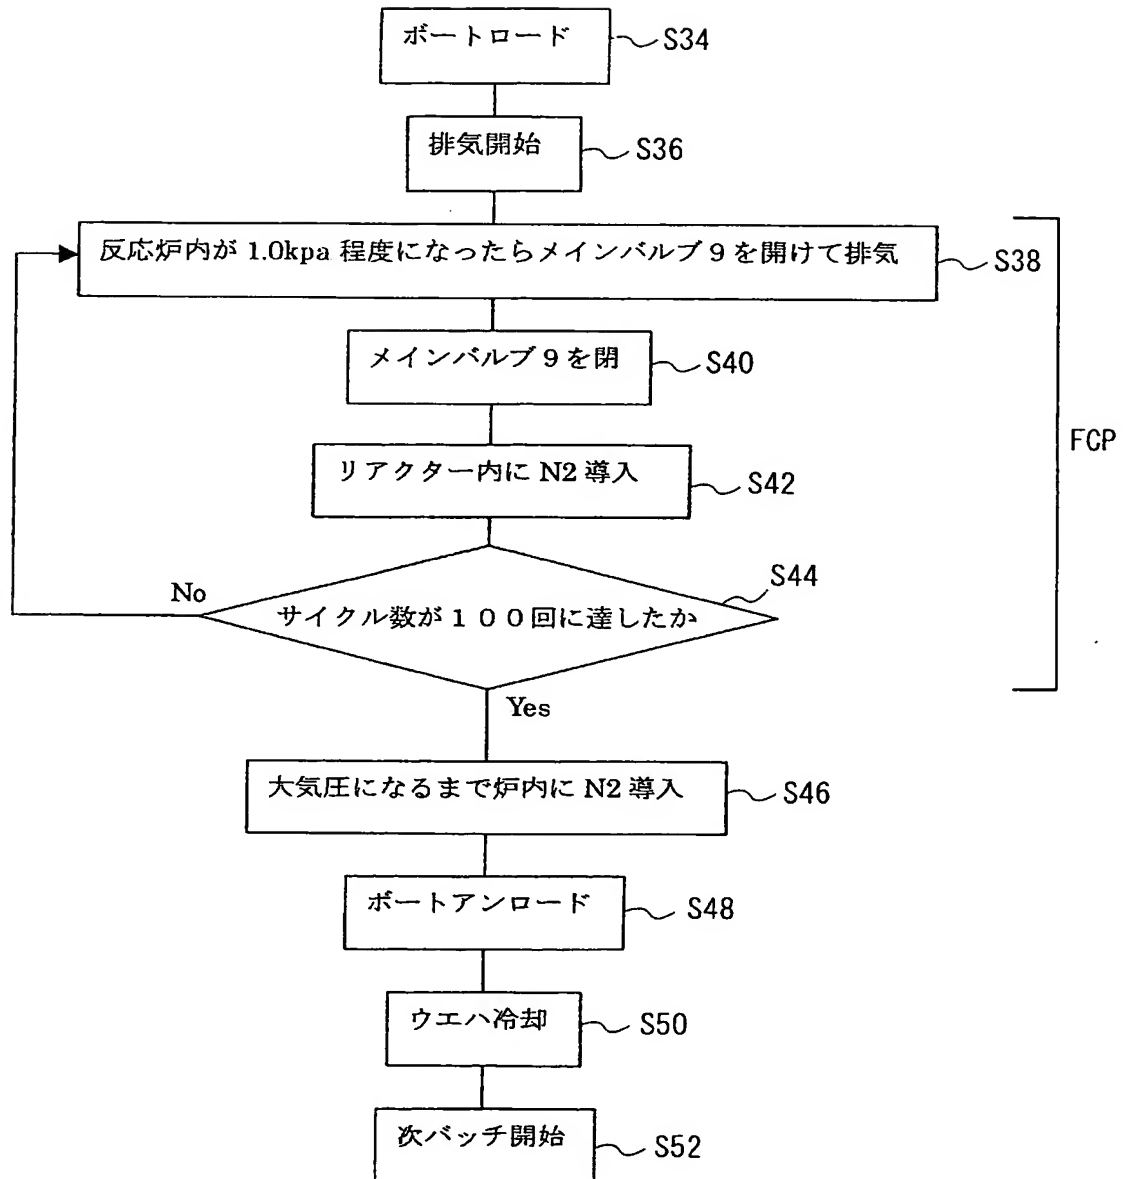 ボートロード
S34
排気開始
S36
反応炉内が 1.0kpa 程度になったらメインバルブ９を開けて排気
S38
メインバルブ９を閉
S40
FCP
リアクター内に N2 導入
S42
S44
No
サイクル数が１００回に達したか
Yes
大気圧になるまで炉内に N2 導入
S46
ボートアンロード
S48
ウエハ冷却
S50
次バッチ開始
S52